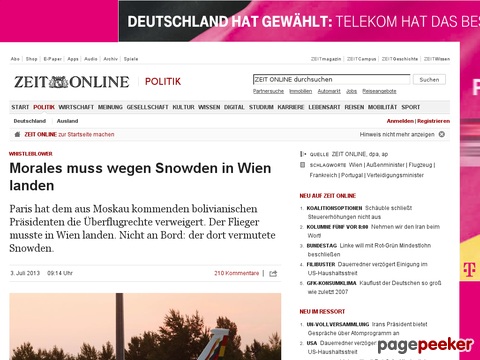 DEUTSCHLAND HAT GEWÄHLT: TELEKOM HAT DAS BES
Abo Shop E-Paper Apps Audio Archiv Spiele
ZEITmagazin ZEITCampus ZEITGeschichte ZEITWissen
ZEIT ONLINE POLITIK
ZEIT ONLINE durchsuchen Suchen
Partnersuche Immobilien Automarkt Jobs Reiseangebote
START POLITIK WIRTSCHAFT MEINUNG GESELLSCHAFT KULTUR WISSEN DIGITAL STUDIUM KARRIERE LEBENSART REISEN MOBILITÄT SPORT
Deutschland Ausland
Anmelden | Registrieren
ZEIT ONLINE zur Startseite machen
Hinweis nicht mehr anzeigen
WHISTLEBLOWER
Morales muss wegen Snowden in Wien
landen
Paris hat dem aus Moskau kommenden bolivianischen
Präsidenten die Überflugrechte verweigert. Der Flieger
musste in Wien landen. Nicht an Bord: der dort vermutete
Snowden.
3. Juli 2013 09:14 Uhr
210 Kommentare
QUELLE ZEIT ONLINE, dpa, ap
SCHLAGWORTE Wien | Außenminister | Flugzeug |
Frankreich | Portugal | Verteidigungsminister
NEU AUF ZEIT ONLINE
1. KOALITIONSOPTIONEN Schäuble schließt
Steuererhöhungen nicht aus
2. KOLUMNE FÜNF VOR 8:00 Nehmen wir den Iran beim
Wort!
3. BUNDESTAG Linke will mit Rot-Grün Mindestlohn
beschließen
4. FILIBUSTER Dauerredner verzögert Einigung im
US-Haushaltsstreit
5. GFK-KONSUMKLIMA Kauflust der Deutschen so
groß wie zuletzt 2007
NEU IM RESSORT
1. UN-VOLLVERSAMMLUNG Irans Präsident bietet
Gespräche über Atomprogramm an
2. USA Dauerredner verzögert Einigung im
US-Haushaltsstreit
T
pagepeeker